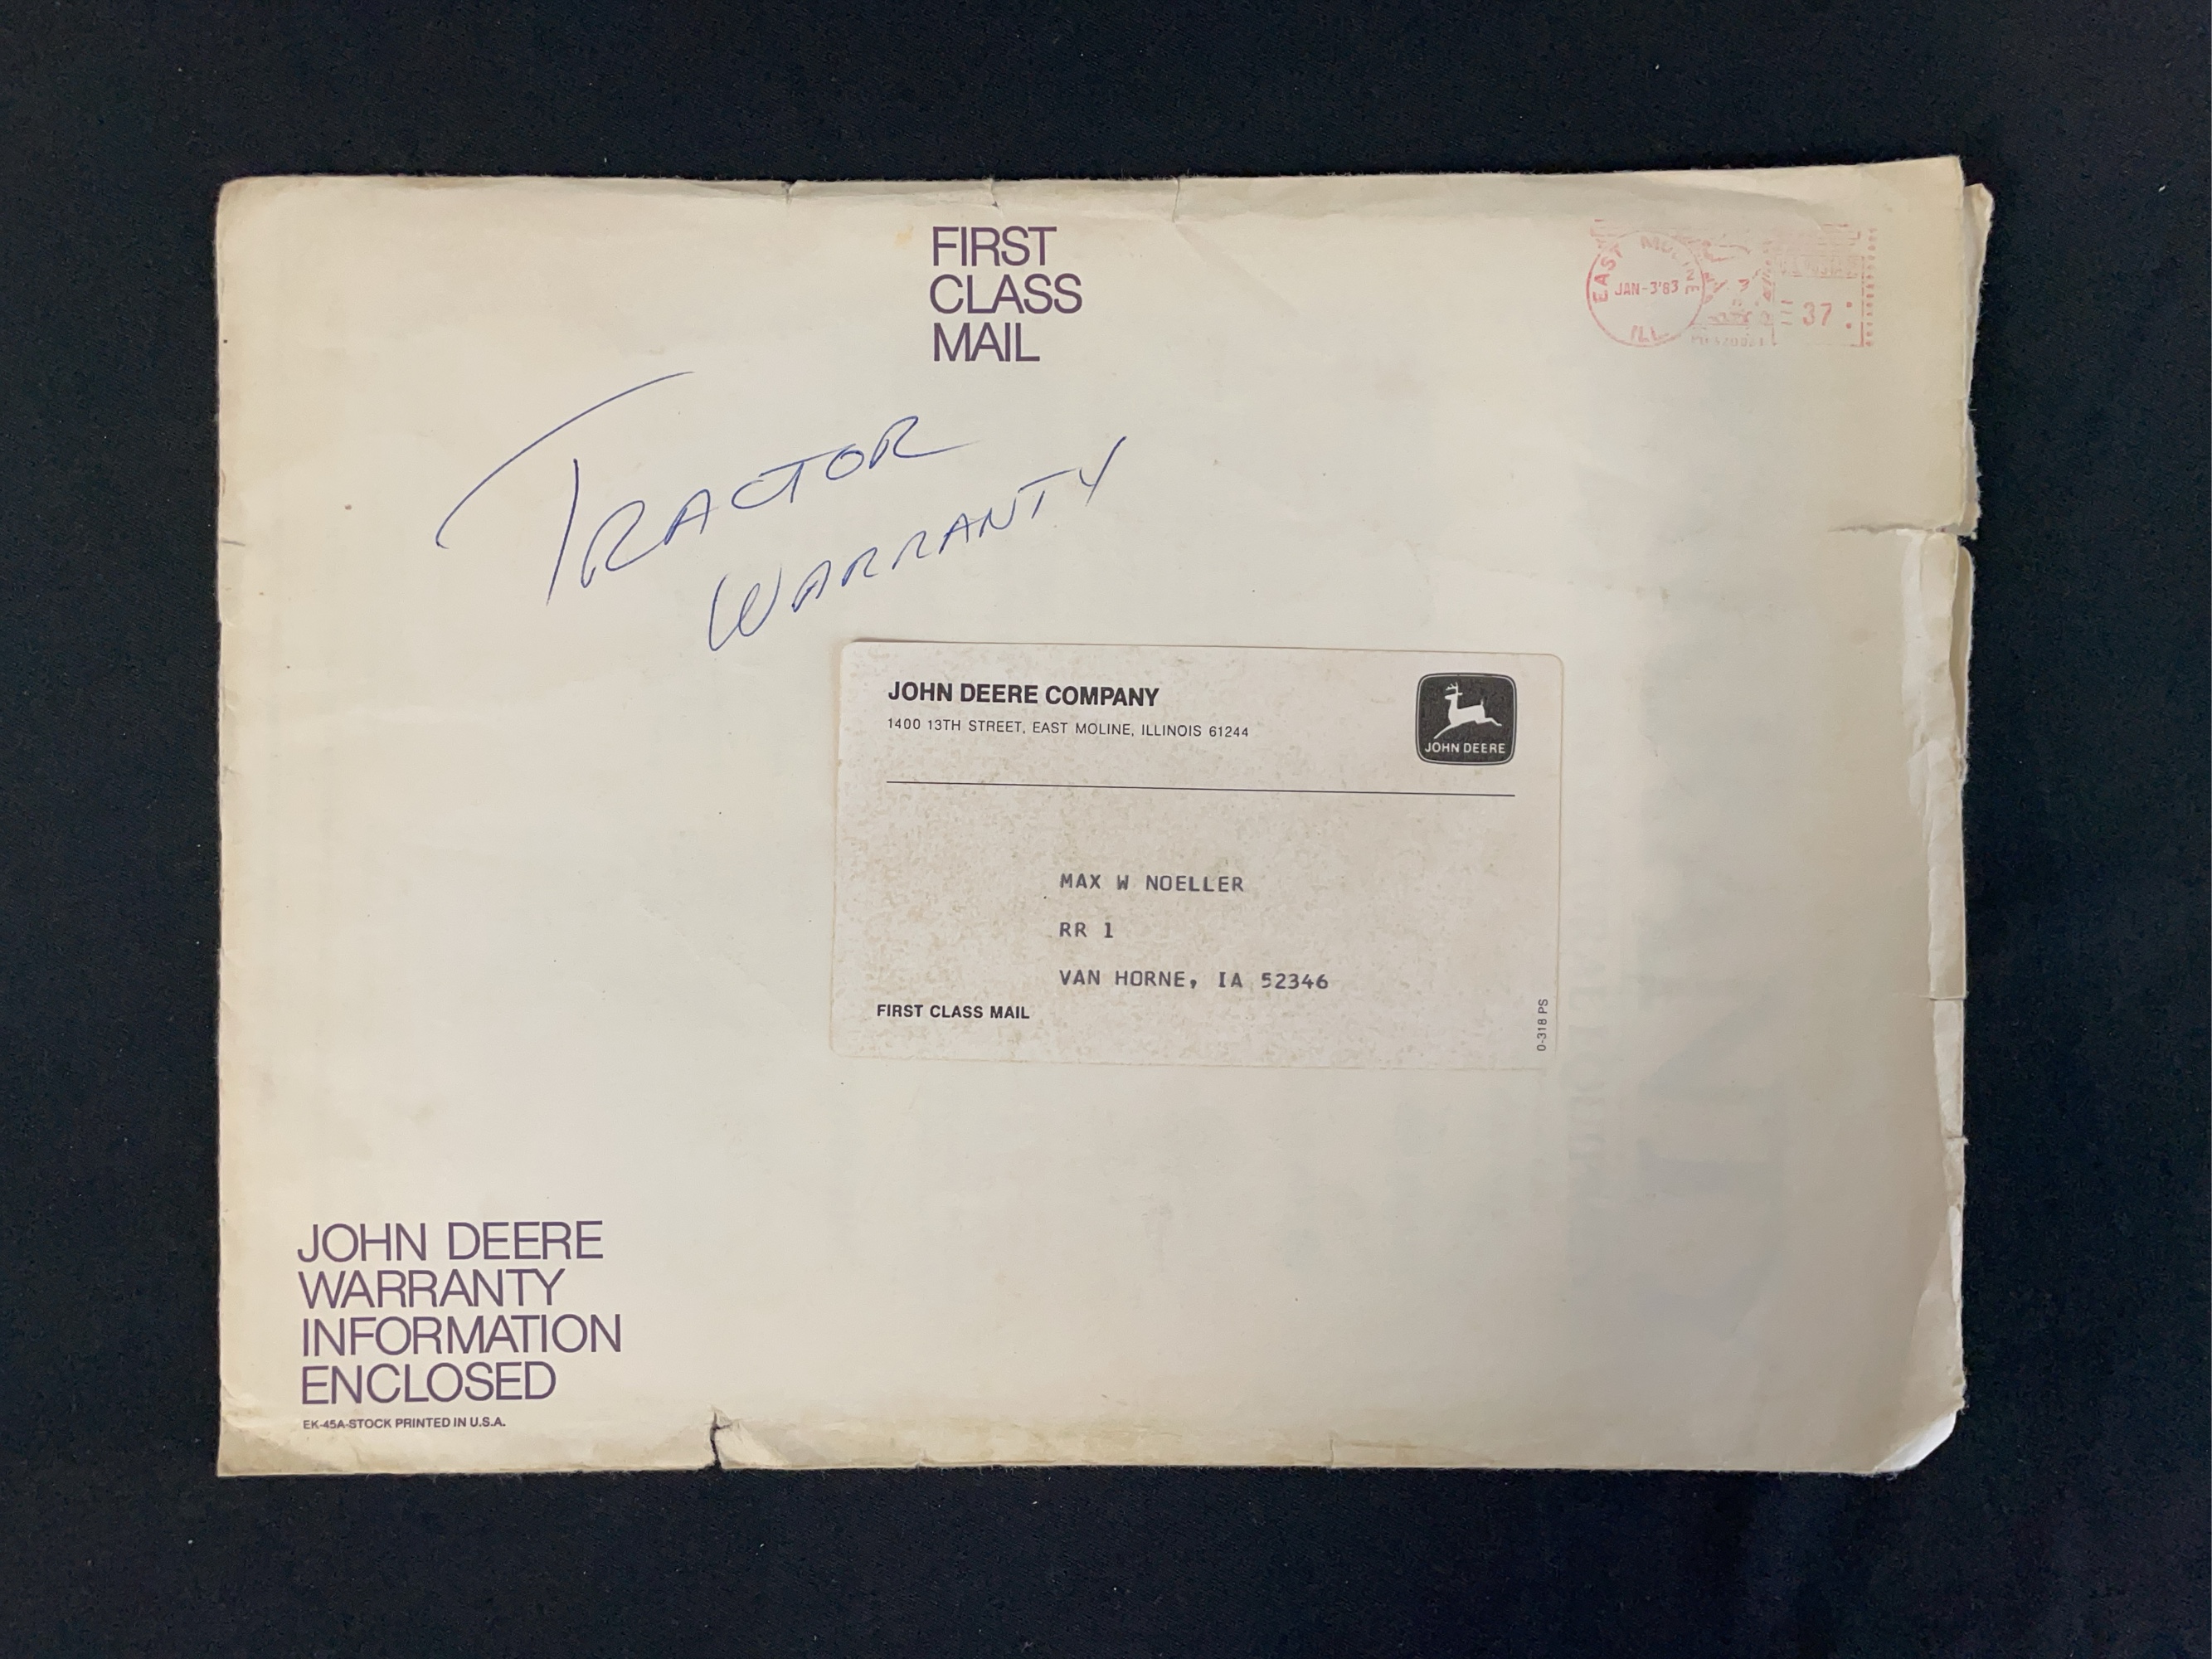 FIRST
CLASS
MAIL
EAST MOLINE
JAN-3'83
ILL
37
TRACTOR
WARRANTY
JOHN DEERE COMPANY
1400 13TH STREET, EAST MOLINE, ILLINOIS 61244
JOHN DEERE
MAX W NOELLER
RR 1
VAN HORNE, IA 52346
FIRST CLASS MAIL
0-318 PS
JOHN DEERE
WARRANTY
INFORMATION
ENCLOSED
EK-45A-STOCK PRINTED IN U.S.A.